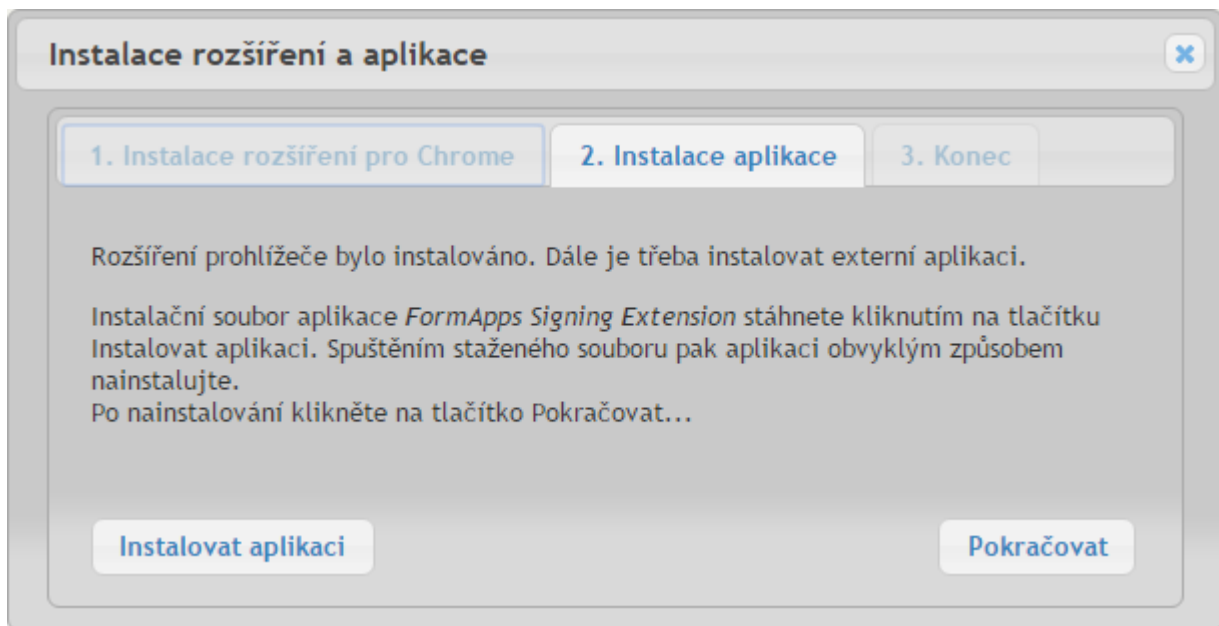 Instalace rozšíření a aplikace
1. Instalace rozšíření pro Chrome 2. Instalace aplikace 3. Konec
Rozšíření prohlížeče bylo instalováno. Dále je třeba instalovat externí aplikaci.
Instalační soubor aplikace FormApps Signing Extension stáhnete kliknutím na tlačítku
Instalovat aplikaci. Spuštěním staženého souboru pak aplikaci obvyklým způsobem
nainstalujte.
Po nainstalování klikněte na tlačítko Pokračovat...
Instalovat aplikaci Pokračovat